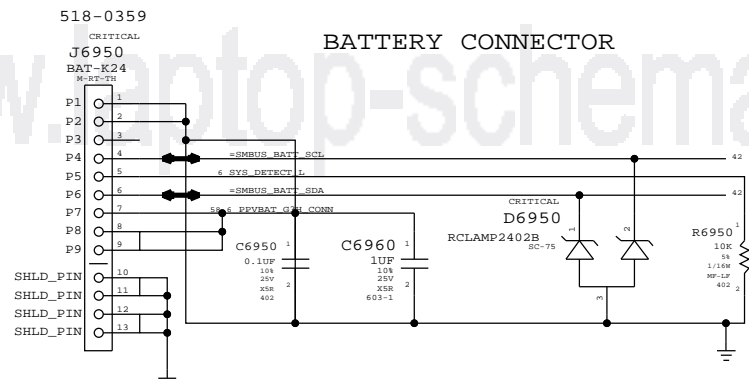 518-0359
CRITICAL
J6950
BAT-K24
M-RT-TH
BATTERY CONNECTOR
w.laptop-schema
P1 1
P2 2
P3 3
P4 4 =SMBUS_BATT_SCL 42
P5 5 6 SYS_DETECT_L
P6 6 =SMBUS_BATT_SDA 42
P7 7 58 6 PPVBAT_G3H_CONN
P8 8
P9 9
SHLD_PIN 10
SHLD_PIN 11
SHLD_PIN 12
SHLD_PIN 13
C6950 1
0.1UF
10%
25V
X5R 2
402
C6960 1
1UF
10%
25V
X5R 2
603-1
CRITICAL
D6950
RCLAMP2402B
SC-75
1
2
3
R6950 1
10K
5%
1/16W
MF-LF
402 2